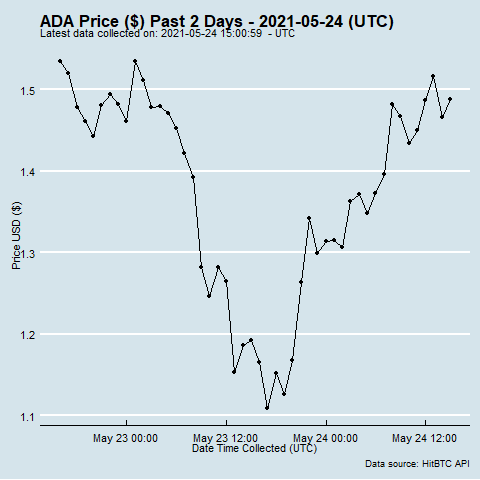 ADA Price ($) Past 2 Days - 2021-05-24 (UTC)
Latest data collected on: 2021-05-24 15:00:59 - UTC
Price USD ($)
1.5
1.4
1.3
1.2
1.1
May 23 00:00 May 23 12:00 May 24 00:00 May 24 12:00
Date Time Collected (UTC)
Data source: HitBTC API